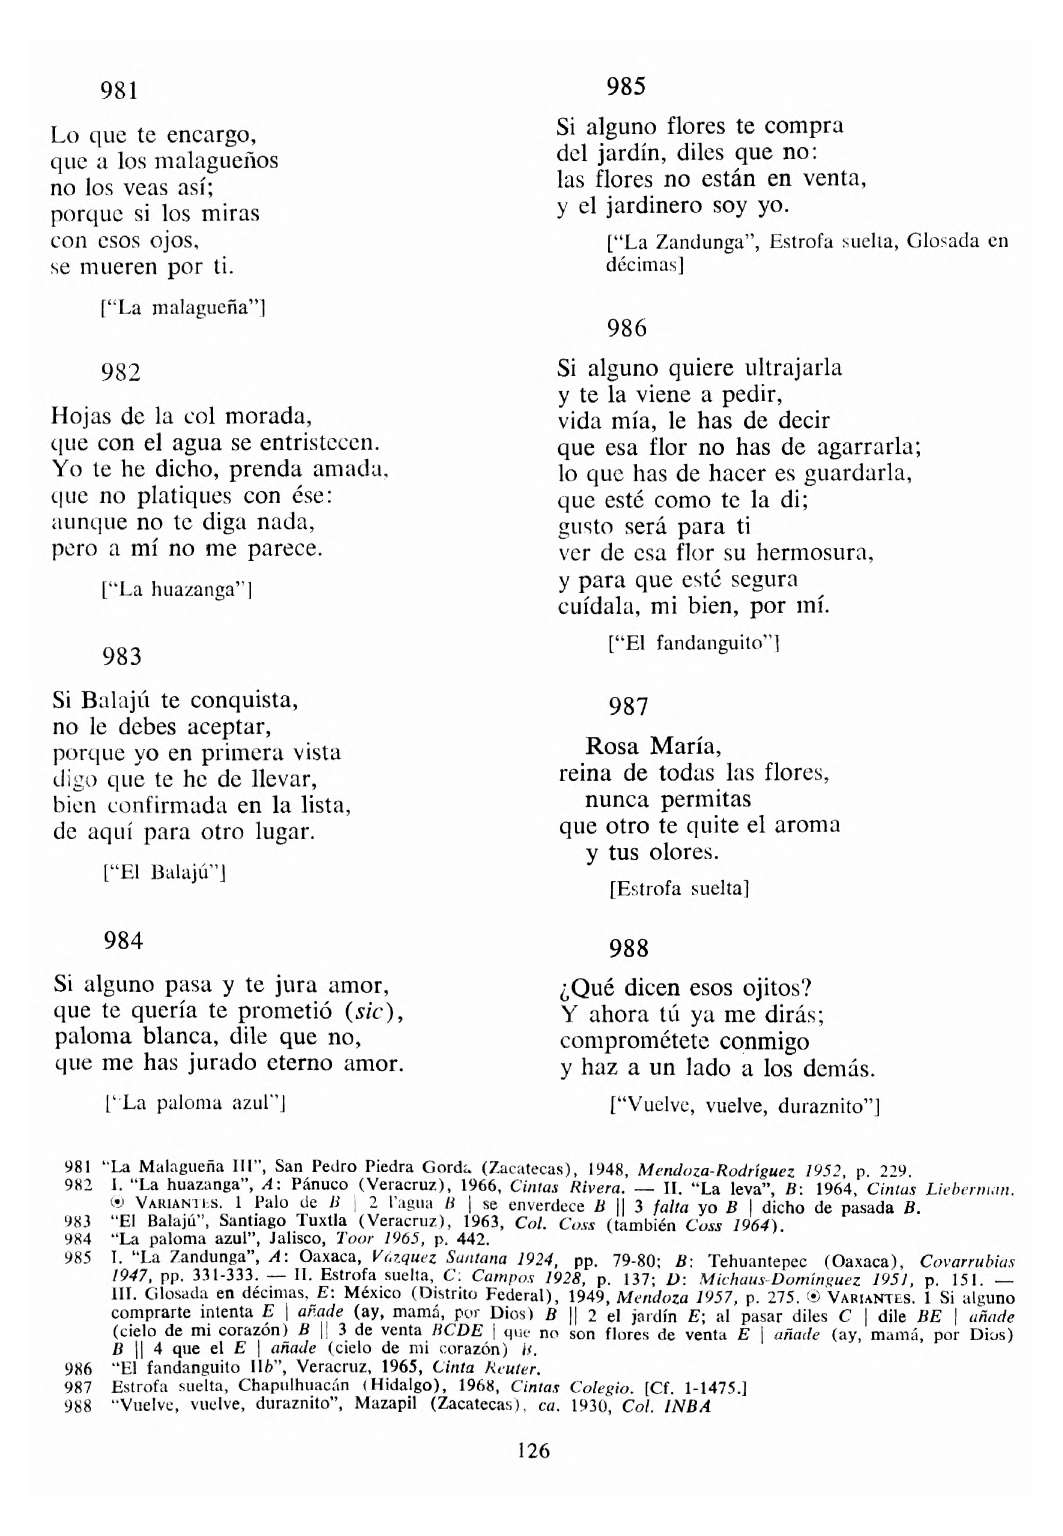 981
Lo que te encargo,
que a los malagueños
no los veas así;
porque si los miras
con esos ojos,
se mueren por ti.
[“La malagueña”]
982
Hojas de la col morada,
que con el agua se entristecen.
Yo te he dicho, prenda amada,
que no platiques con ése:
aunque no te diga nada,
pero a mí no me parece.
[“La huazanga”]
983
Si Balajú te conquista,
no le debes aceptar,
porque yo en primera vista
digo que te he de llevar,
bien confirmada en la lista,
de aquí para otro lugar.
[“El Balajú”]
984
Si alguno pasa y te jura amor,
que te quería te prometió (sic),
paloma blanca, dile que no,
que me has jurado eterno amor.
[“La paloma azul”]
985
Si alguno flores te compra
del jardín, diles que no:
las flores no están en venta,
y el jardinero soy yo.
[“La Zandunga”, Estrofa suelta, Glosada en
décimas]
986
Si alguno quiere ultrajarla
y te la viene a pedir,
vida mía, le has de decir
que esa flor no has de agarrarla;
lo que has de hacer es guardarla,
que esté como te la di;
gusto será para ti
ver de esa flor su hermosura,
y para que esté segura
cuídala, mi bien, por mí.
[“El fandanguito”]
987
Rosa María,
reina de todas las flores,
nunca permitas
que otro te quite el aroma
y tus olores.
[Estrofa suelta]
988
¿Qué dicen esos ojitos?
Y ahora tú ya me dirás;
comprométete conmigo
y haz a un lado a los demás.
[“Vuelve, vuelve, duraznito”]
981 “La Malagueña III”, San Pedro Piedra Gorda (Zacatecas), 1948, Mendoza-Rodríguez 1952, p. 229.
982 I. “La huazanga”, A: Pánuco (Veracruz), 1966, Cintas Rivera. — II. “La leva”, B: 1964, Cintas Lieberman.
⊙ VARIANTES. 1 Palo de B | 2 l'agua B | se enverdece B || 3 falta yo B | dicho de pasada B.
983 “El Balajú”, Santiago Tuxtla (Veracruz), 1963, Col. Coss (también Coss 1964).
984 “La paloma azul”, Jalisco, Toor 1965, p. 442.
985 I. “La Zandunga”, A: Oaxaca, Vázquez Santana 1924, pp. 79-80; B: Tehuantepec (Oaxaca), Covarrubias
1947, pp. 331-333. — II. Estrofa suelta, C: Campos 1928, p. 137; D: Michaus-Domínguez 1951, p. 151. —
III. Glosada en décimas, E: México (Distrito Federal), 1949, Mendoza 1957, p. 275. ⊙ VARIANTES. 1 Si alguno
comprarte intenta E | añade (ay, mamá, por Dios) B || 2 el jardín E; al pasar diles C | dile BE | añade
(cielo de mi corazón) B || 3 de venta BCDE | que no son flores de venta E | añade (ay, mamá, por Dios)
B || 4 que el E | añade (cielo de mi corazón) B.
986 “El fandanguito IIb”, Veracruz, 1965, Cinta Reuter.
987 Estrofa suelta, Chapulhuacán (Hidalgo), 1968, Cintas Colegio. [Cf. 1-1475.]
988 “Vuelve, vuelve, duraznito”, Mazapil (Zacatecas), ca. 1930, Col. INBA
126